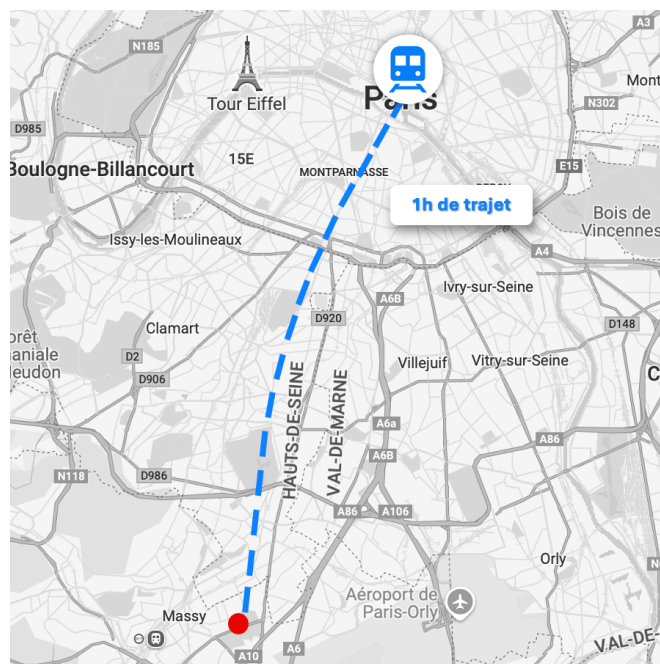 A3
N185
Tour Eiffel
Paris
Mont
N302
D985
15E
E15
Boulogne-Billancourt
MONTPARNASSE
1h de trajet
Bois de
Vincennes
Issy-les-Moulineaux
A4
Ivry-sur-Seine
A6B
D920
D148
Clamart
orêt
aniale
leudon
D2
Villejuif
Vitry-sur-Seine
D906
C
HAUTS-DE-SEINE
VAL-DE-MARNE
A6a
A86
A6B
N118
D986
A86
A106
Orly
Aéroport de
Paris-Orly
Massy
A10
A6
VAL-DE-